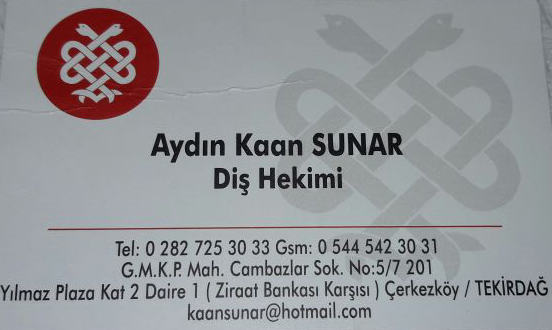 Aydın Kaan SUNAR
Diş Hekimi
Tel: 0 282 725 30 33 Gsm: 0 544 542 30 31
G.M.K.P. Mah. Cambazlar Sok. No:5/7 201
Yılmaz Plaza Kat 2 Daire 1 ( Ziraat Bankası Karşısı ) Çerkezköy / TEKİRDAĞ
kaansunar@hotmail.com